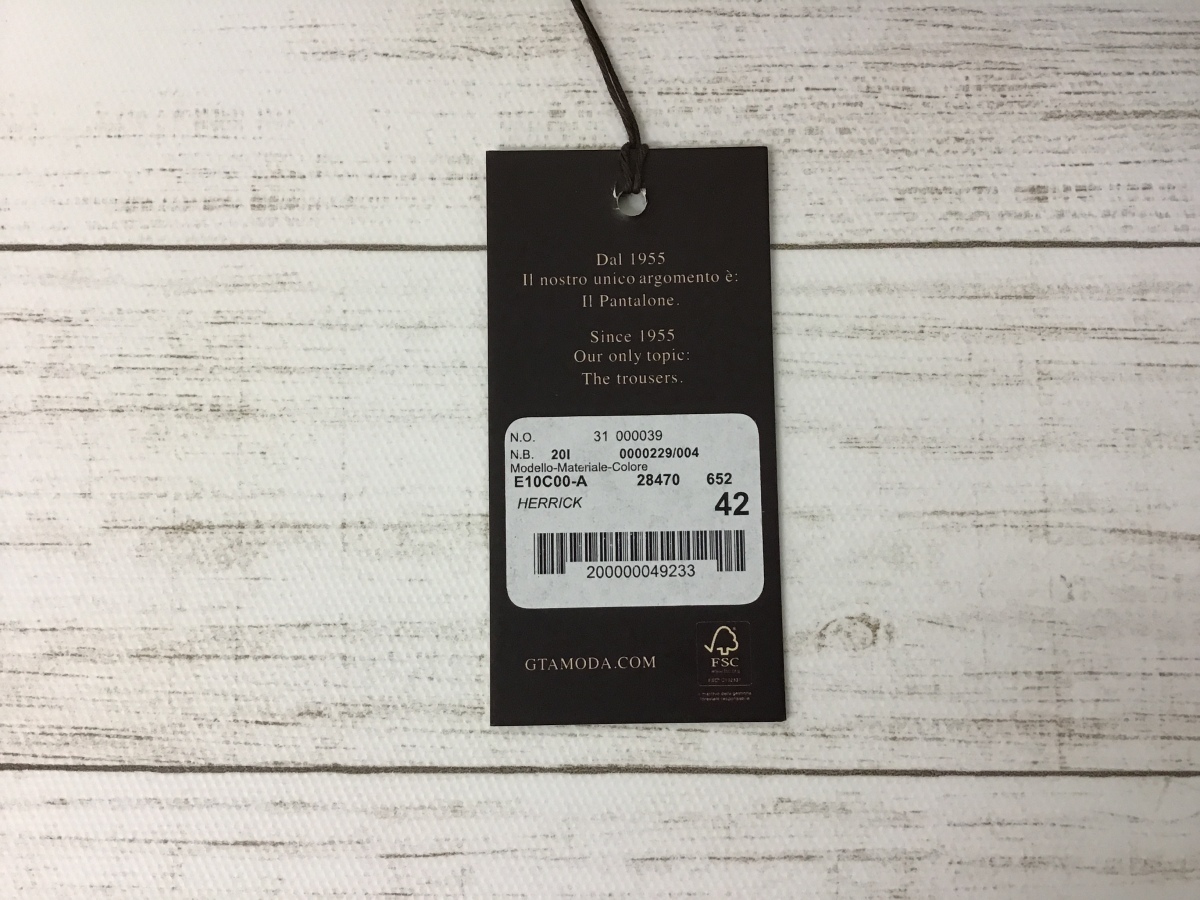 Dal 1955
Il nostro unico argomento è:
Il Pantalone.
Since 1955
Our only topic:
The trousers.
N.O. 31 000039
N.B. 20I 0000229/004
Modello-Materiale-Colore
E10C00-A 28470 652
HERRICK 42
200000049233
GTAMODA.COM
FSC